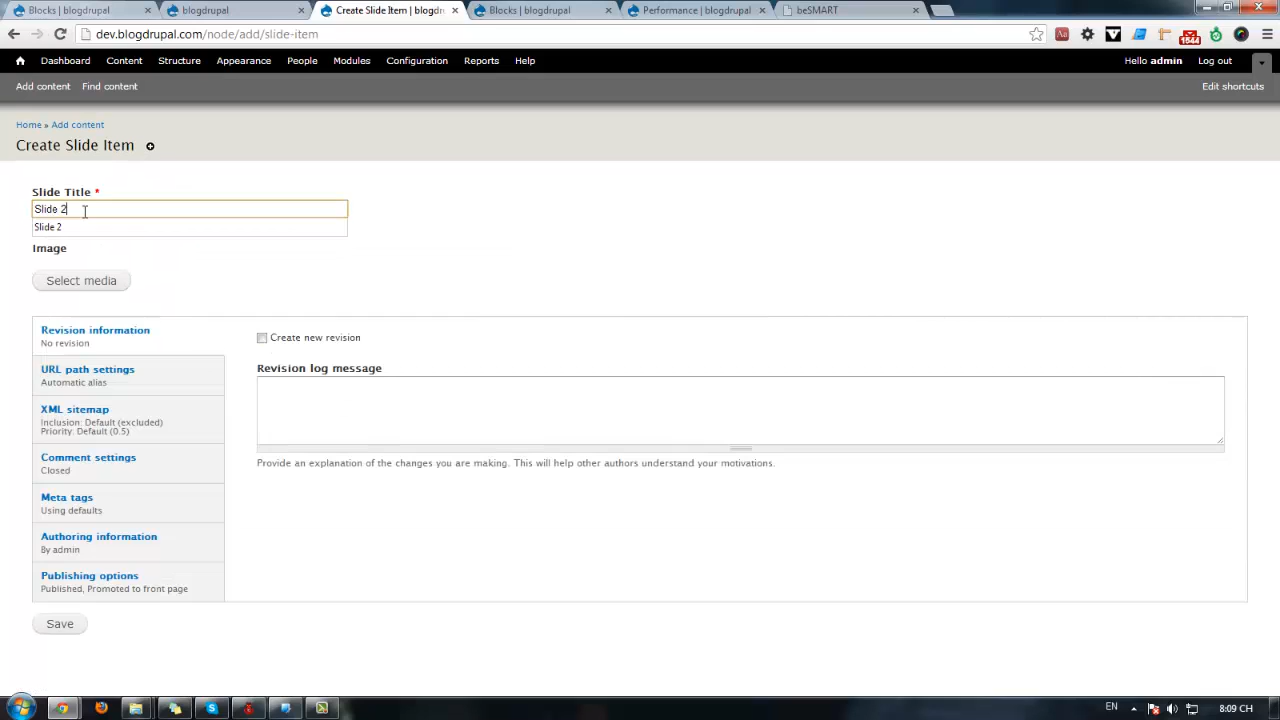 Blocks | blogdrupal
blogdrupal
Create Slide Item | blogdr
Blocks | blogdrupal
Performance | blogdrupal
beSMART
dev.blogdrupal.com/node/add/slide-item
1544
Dashboard Content Structure Appearance People Modules Configuration Reports Help
Hello admin Log out
Add content Find content
Edit shortcuts
Home » Add content
Create Slide Item
Slide Title *
Slide 2
Slide 2
Image
Select media
Revision information
No revision
URL path settings
Automatic alias
XML sitemap
Inclusion: Default (excluded)
Priority: Default (0.5)
Comment settings
Closed
Meta tags
Using defaults
Authoring information
By admin
Publishing options
Published, Promoted to front page
Create new revision
Revision log message
Provide an explanation of the changes you are making. This will help other authors understand your motivations.
Save
EN
8:09 CH